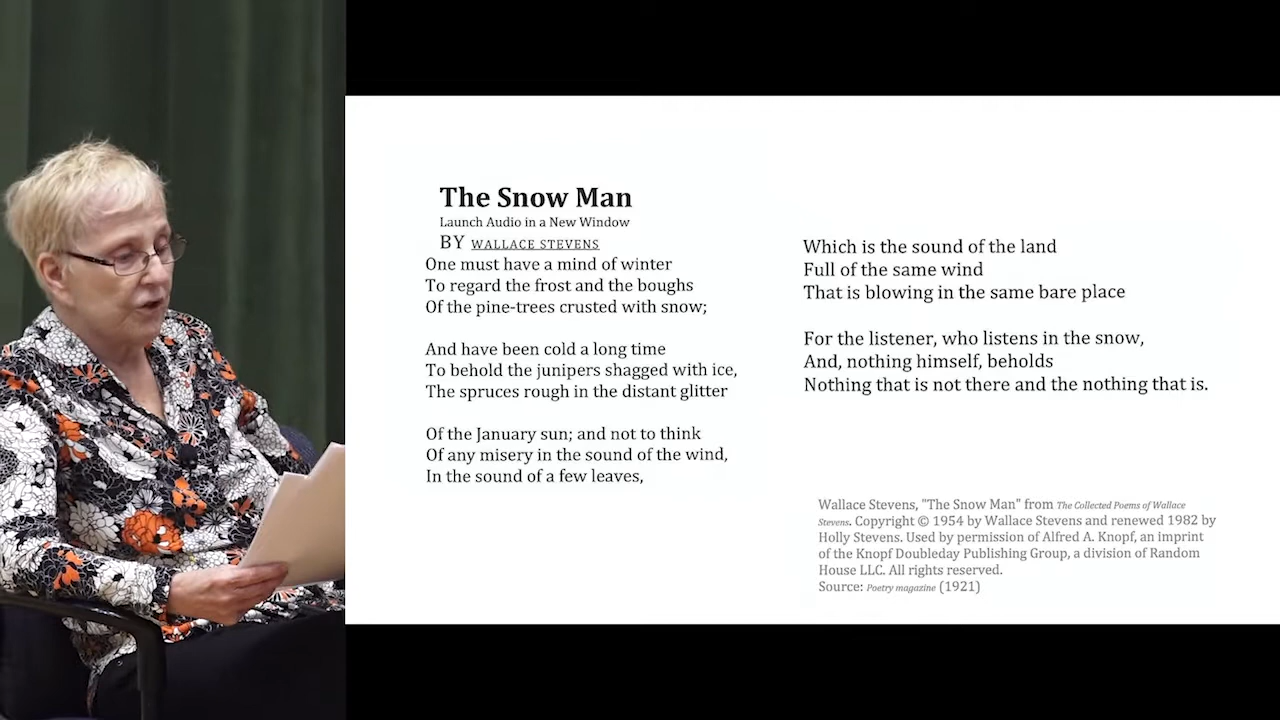 The Snow Man
Launch Audio in a New Window
BY WALLACE STEVENS
One must have a mind of winter
To regard the frost and the boughs
Of the pine-trees crusted with snow;
And have been cold a long time
To behold the junipers shagged with ice,
The spruces rough in the distant glitter
Of the January sun; and not to think
Of any misery in the sound of the wind,
In the sound of a few leaves,
Which is the sound of the land
Full of the same wind
That is blowing in the same bare place
For the listener, who listens in the snow,
And, nothing himself, beholds
Nothing that is not there and the nothing that is.
Wallace Stevens, "The Snow Man" from The Collected Poems of Wallace
Stevens. Copyright © 1954 by Wallace Stevens and renewed 1982 by
Holly Stevens. Used by permission of Alfred A. Knopf, an imprint
of the Knopf Doubleday Publishing Group, a division of Random
House LLC. All rights reserved.
Source: Poetry magazine (1921)